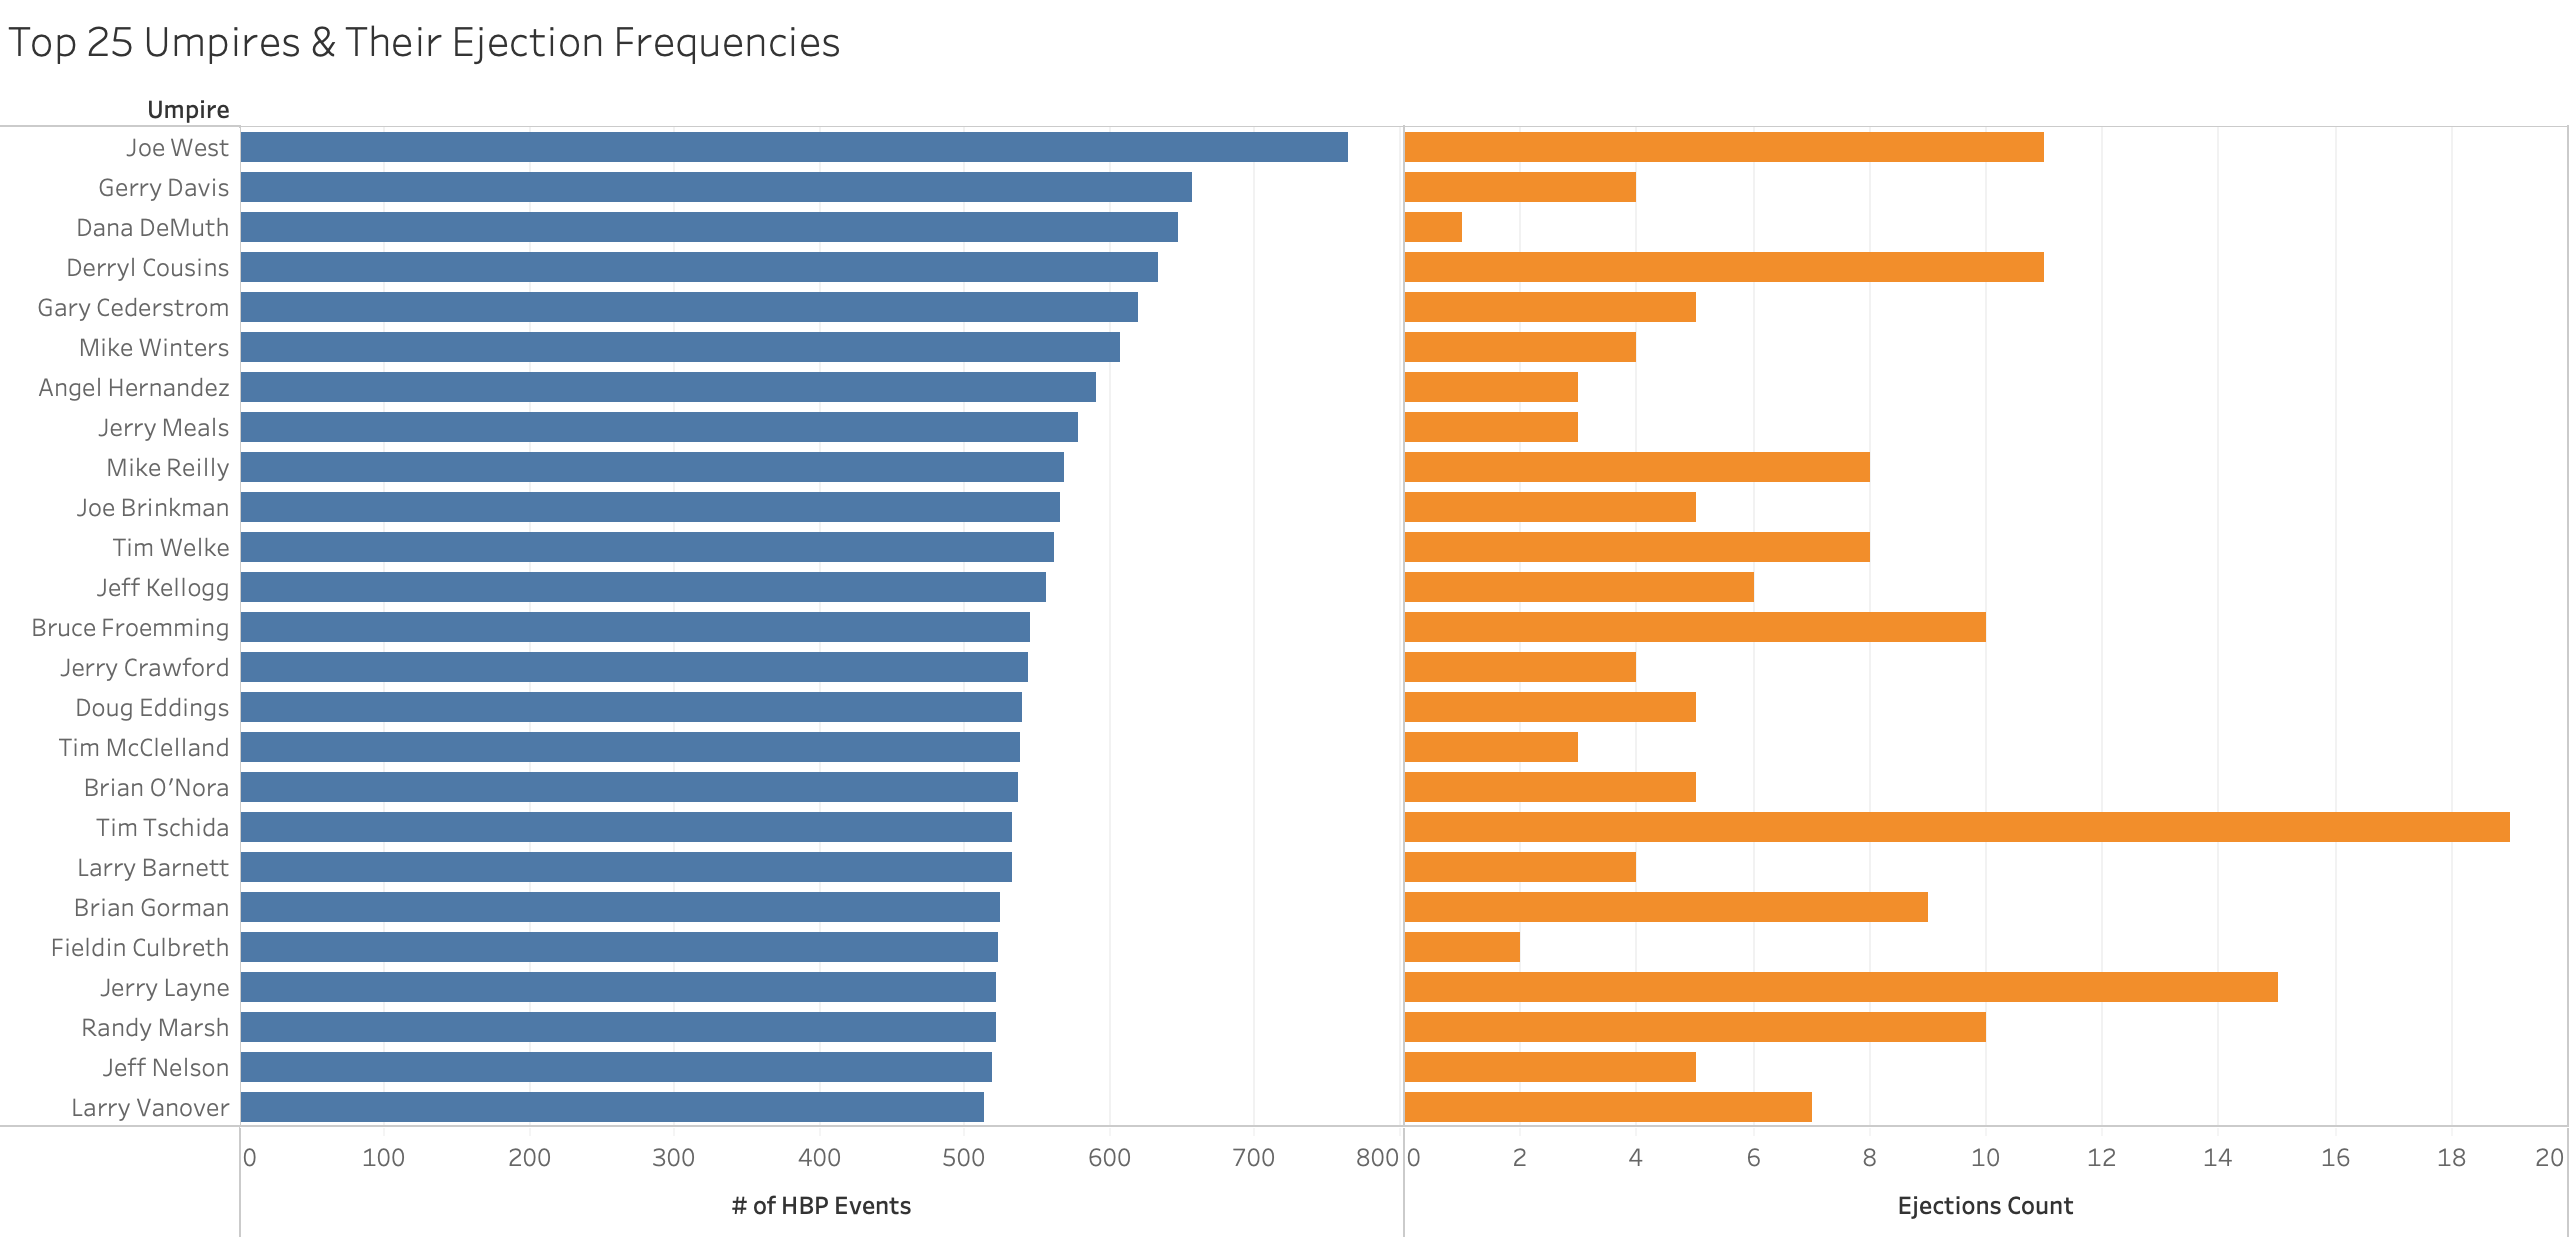 Top 25 Umpires & Their Ejection Frequencies
Umpire
Joe West
Gerry Davis
Dana DeMuth
Derryl Cousins
Gary Cederstrom
Mike Winters
Angel Hernandez
Jerry Meals
Mike Reilly
Joe Brinkman
Tim Welke
Jeff Kellogg
Bruce Froemming
Jerry Crawford
Doug Eddings
Tim McClelland
Brian O’Nora
Tim Tschida
Larry Barnett
Brian Gorman
Fieldin Culbreth
Jerry Layne
Randy Marsh
Jeff Nelson
Larry Vanover
0 100 200 300 400 500 600 700 800 0 2 4 6 8 10 12 14 16 18 20
# of HBP Events Ejections Count